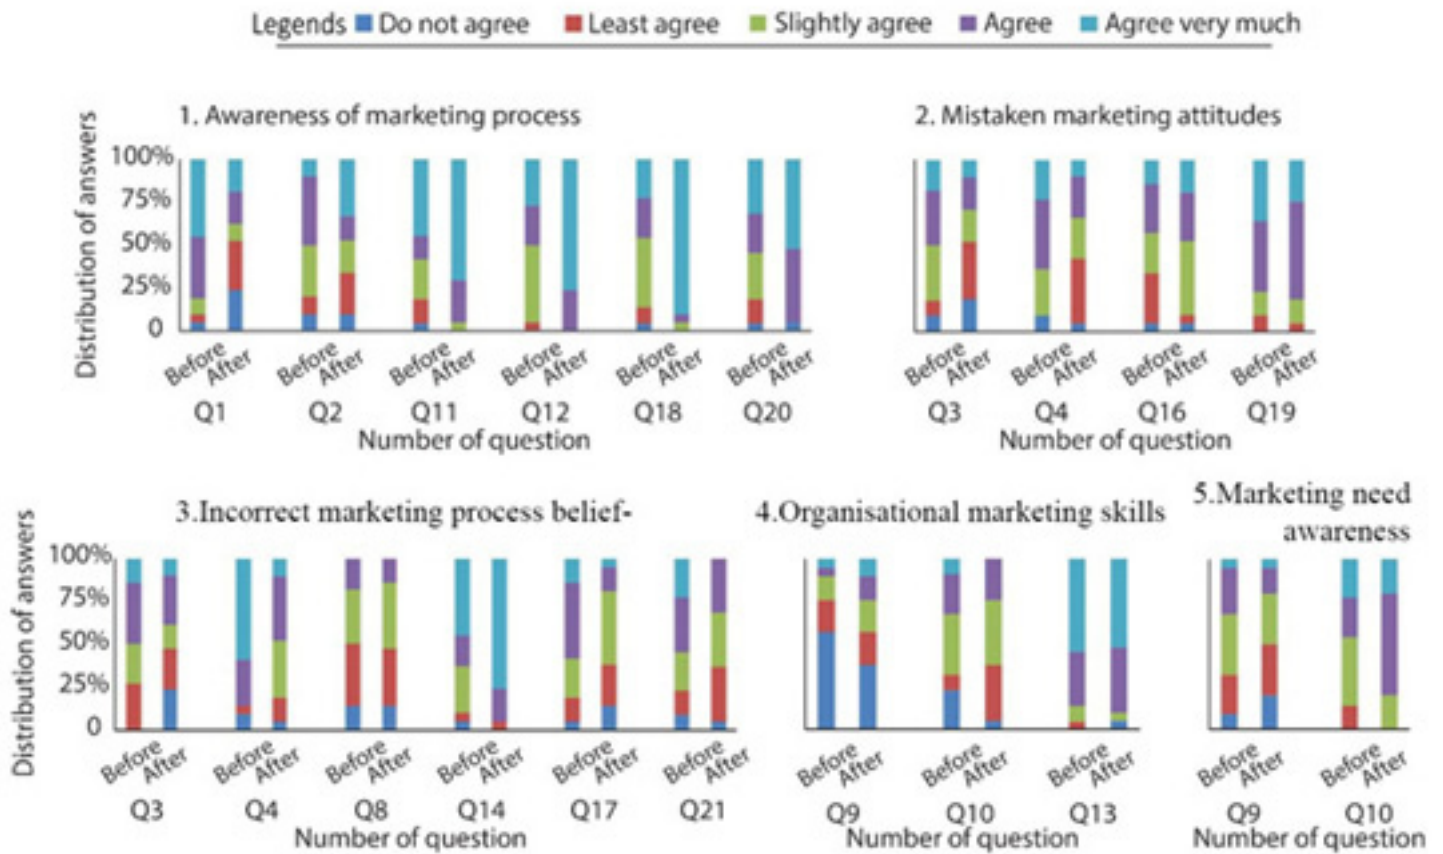 Legends Do not agree Least agree Slightly agree Agree Agree very much
1. Awareness of marketing process
Distribution of answers
100%
75%
50%
25%
0
Before After Before After Before After Before After Before After Before After
Q1 Q2 Q11 Q12 Q18 Q20
Number of question
2. Mistaken marketing attitudes
Before After Before After Before After Before After
Q3 Q4 Q16 Q19
Number of question
3.Incorrect marketing process belief-
Distribution of answers
100%
75%
50%
25%
0
Before After Before After Before After Before After Before After Before After
Q3 Q4 Q8 Q14 Q17 Q21
Number of question
4.Organisational marketing skills
Before After Before After Before After
Q9 Q10 Q13
Number of question
5.Marketing need
awareness
Before After Before After
Q9 Q10
Number of question